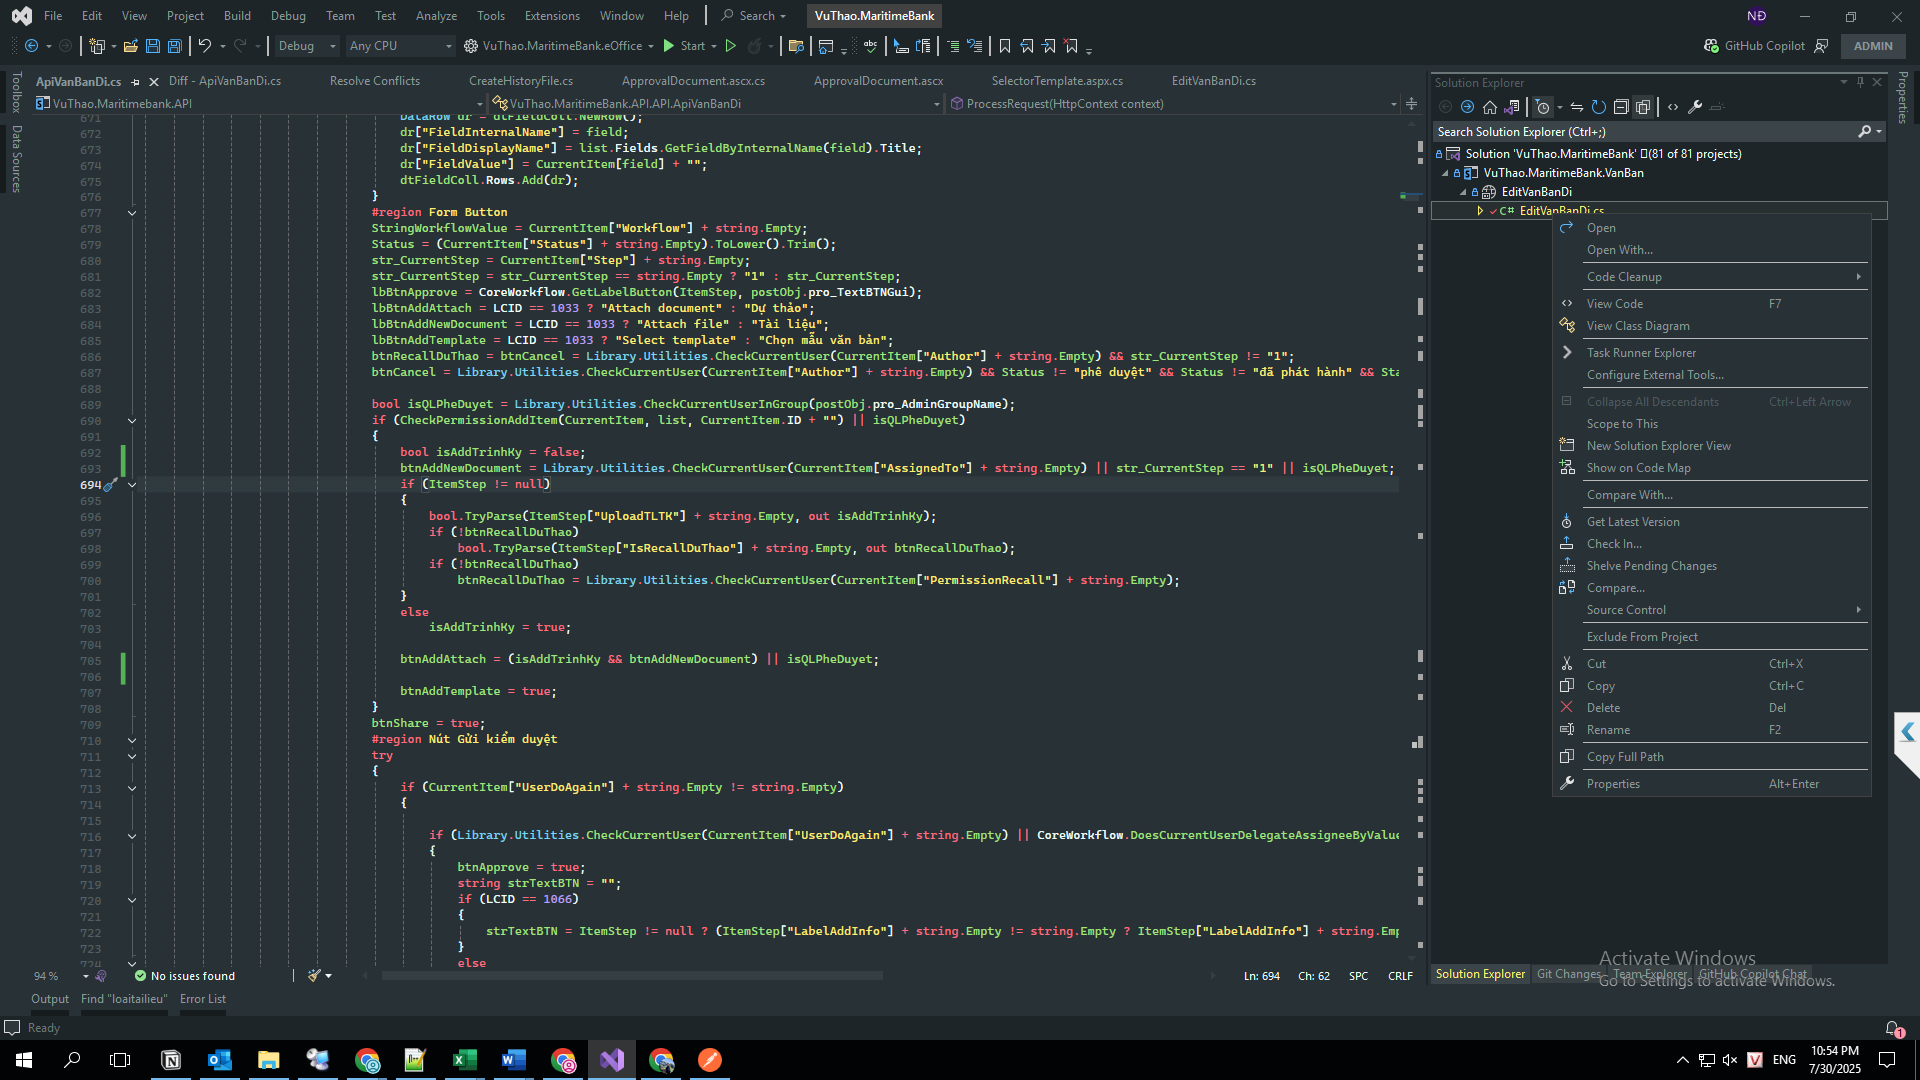 File Edit View Project Build Debug Team Test Analyze Tools Extensions Window Help Search VuThao.MaritimeBank NĐ
Debug Any CPU VuThao.MaritimeBank.eOffice Start GitHub Copilot ADMIN
ApiVanBanDi.cs Diff - ApiVanBanDi.cs Resolve Conflicts CreateHistoryFile.cs ApprovalDocument.ascx.cs ApprovalDocument.ascx SelectorTemplate.aspx.cs EditVanBanDi.cs
VuThao.Maritimebank.API VuThao.MaritimeBank.API.API.ApiVanBanDi ProcessRequest(HttpContext context)
Toolbox
Data Sources
671 DataRow dr = dtFieldColl.NewRow();
672 dr["FieldInternalName"] = field;
673 dr["FieldDisplayName"] = list.Fields.GetFieldByInternalName(field).Title;
674 dr["FieldValue"] = CurrentItem[field] + "";
675 dtFieldColl.Rows.Add(dr);
676 }
677 #region Form Button
678 StringWorkflowValue = CurrentItem["Workflow"] + string.Empty;
679 Status = (CurrentItem["Status"] + string.Empty).ToLower().Trim();
680 str_CurrentStep = CurrentItem["Step"] + string.Empty;
681 str_CurrentStep = str_CurrentStep == string.Empty ? "1" : str_CurrentStep;
682 lbBtnApprove = CoreWorkflow.GetLabelButton(ItemStep, postObj.pro_TextBTNGui);
683 lbBtnAddAttach = LCID == 1033 ? "Attach document" : "Dự thảo";
684 lbBtnAddNewDocument = LCID == 1033 ? "Attach file" : "Tài liệu";
685 lbBtnAddTemplate = LCID == 1033 ? "Select template" : "Chọn mẫu văn bản";
686 btnRecallDuThao = btnCancel = Library.Utilities.CheckCurrentUser(CurrentItem["Author"] + string.Empty) && str_CurrentStep != "1";
687 btnCancel = Library.Utilities.CheckCurrentUser(CurrentItem["Author"] + string.Empty) && Status != "phê duyệt" && Status != "đã phát hành" && Sta
688
689 bool isQLPheDuyet = Library.Utilities.CheckCurrentUserInGroup(postObj.pro_AdminGroupName);
690 if (CheckPermissionAddItem(CurrentItem, list, CurrentItem.ID + "") || isQLPheDuyet)
691 {
692 bool isAddTrinhKy = false;
693 btnAddNewDocument = Library.Utilities.CheckCurrentUser(CurrentItem["AssignedTo"] + string.Empty) || str_CurrentStep == "1" || isQLPheDuyet;
694 if (ItemStep != null)
695 {
696 bool.TryParse(ItemStep["UploadTLTK"] + string.Empty, out isAddTrinhKy);
697 if (!btnRecallDuThao)
698 bool.TryParse(ItemStep["IsRecallDuThao"] + string.Empty, out btnRecallDuThao);
699 if (!btnRecallDuThao)
700 btnRecallDuThao = Library.Utilities.CheckCurrentUser(CurrentItem["PermissionRecall"] + string.Empty);
701 }
702 else
703 isAddTrinhKy = true;
704
705 btnAddAttach = (isAddTrinhKy && btnAddNewDocument) || isQLPheDuyet;
706
707 btnAddTemplate = true;
708 }
709 btnShare = true;
710 #region Nút Gửi kiểm duyệt
711 try
712 {
713 if (CurrentItem["UserDoAgain"] + string.Empty != string.Empty)
714 {
715
716 if (Library.Utilities.CheckCurrentUser(CurrentItem["UserDoAgain"] + string.Empty) || CoreWorkflow.DoesCurrentUserDelegateAssigneeByValue
717 {
718 btnApprove = true;
719 string strTextBTN = "";
720 if (LCID == 1066)
721 {
722 strTextBTN = ItemStep != null ? (ItemStep["LabelAddInfo"] + string.Empty != string.Empty ? ItemStep["LabelAddInfo"] + string.Emp
723 }
724 else
94 % No issues found Ln: 694 Ch: 62 SPC CRLF
Output Find "loaitailieu" Error List
Ready
Solution Explorer
Search Solution Explorer (Ctrl+;)
Solution 'VuThao.MaritimeBank' (81 of 81 projects)
VuThao.MaritimeBank.VanBan
EditVanBanDi
C# EditVanBanDi.cs
Open
Open With...
Code Cleanup
View Code F7
View Class Diagram
Task Runner Explorer
Configure External Tools...
Collapse All Descendants Ctrl+Left Arrow
Scope to This
New Solution Explorer View
Show on Code Map
Compare With...
Get Latest Version
Check In...
Shelve Pending Changes
Compare...
Source Control
Exclude From Project
Cut Ctrl+X
Copy Ctrl+C
Delete Del
Rename F2
Copy Full Path
Properties Alt+Enter
Properties
Activate Windows
Go to Settings to activate Windows.
Solution Explorer Git Changes Team Explorer GitHub Copilot Chat
ENG
10:54 PM
7/30/2025
1